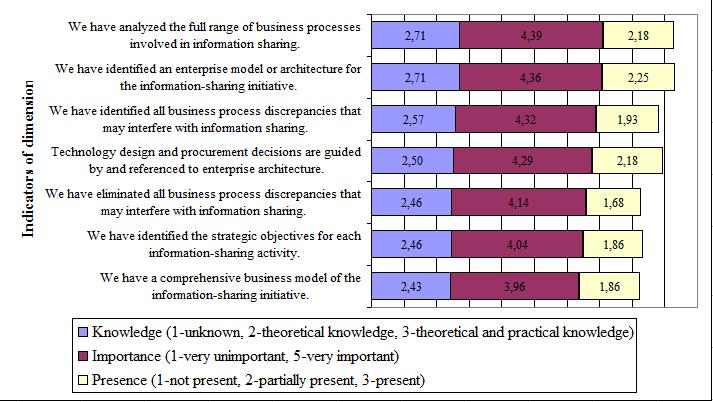 Indicators of dimension
We have analyzed the full range of business processes
involved in information sharing.
2,71 4,39 2,18
We have identified an enterprise model or architecture for
the information-sharing initiative.
2,71 4,36 2,25
We have identified all business process discrepancies that
may interfere with information sharing.
2,57 4,32 1,93
Technology design and procurement decisions are guided
by and referenced to enterprise architecture.
2,50 4,29 2,18
We have eliminated all business process discrepancies that
may interfere with information sharing.
2,46 4,14 1,68
We have identified the strategic objectives for each
information-sharing activity.
2,46 4,04 1,86
We have a comprehensive business model of the
information-sharing initiative.
2,43 3,96 1,86
Knowledge (1-unknown, 2-theoretical knowledge, 3-theoretical and practical knowledge)
Importance (1-very unimportant, 5-very important)
Presence (1-not present, 2-partially present, 3-present)